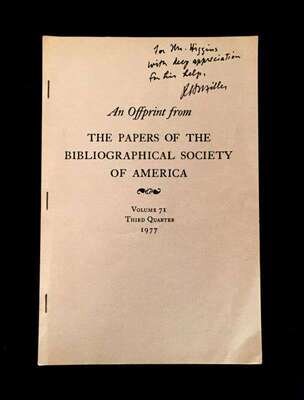 For Mr. Higgins
with deep appreciation
for his help.
An Offprint from
THE PAPERS OF THE
BIBLIOGRAPHICAL SOCIETY
OF AMERICA
VOLUME 71
THIRD QUARTER
1977